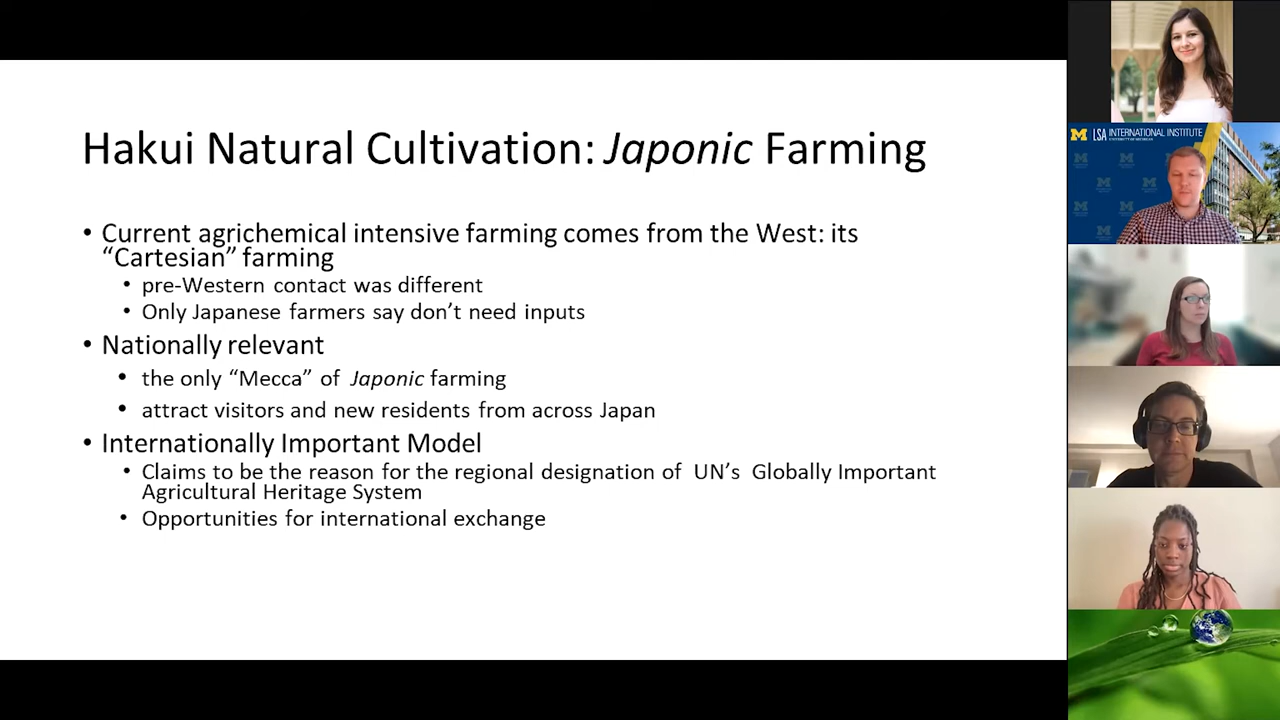 Hakui Natural Cultivation: Japonic Farming
• Current agrichemical intensive farming comes from the West: its
“Cartesian” farming
• pre-Western contact was different
• Only Japanese farmers say don’t need inputs
• Nationally relevant
• the only “Mecca” of Japonic farming
• attract visitors and new residents from across Japan
• Internationally Important Model
• Claims to be the reason for the regional designation of UN’s Globally Important
Agricultural Heritage System
• Opportunities for international exchange
M LSA INTERNATIONAL INSTITUTE
UNIVERSITY OF MICHIGAN